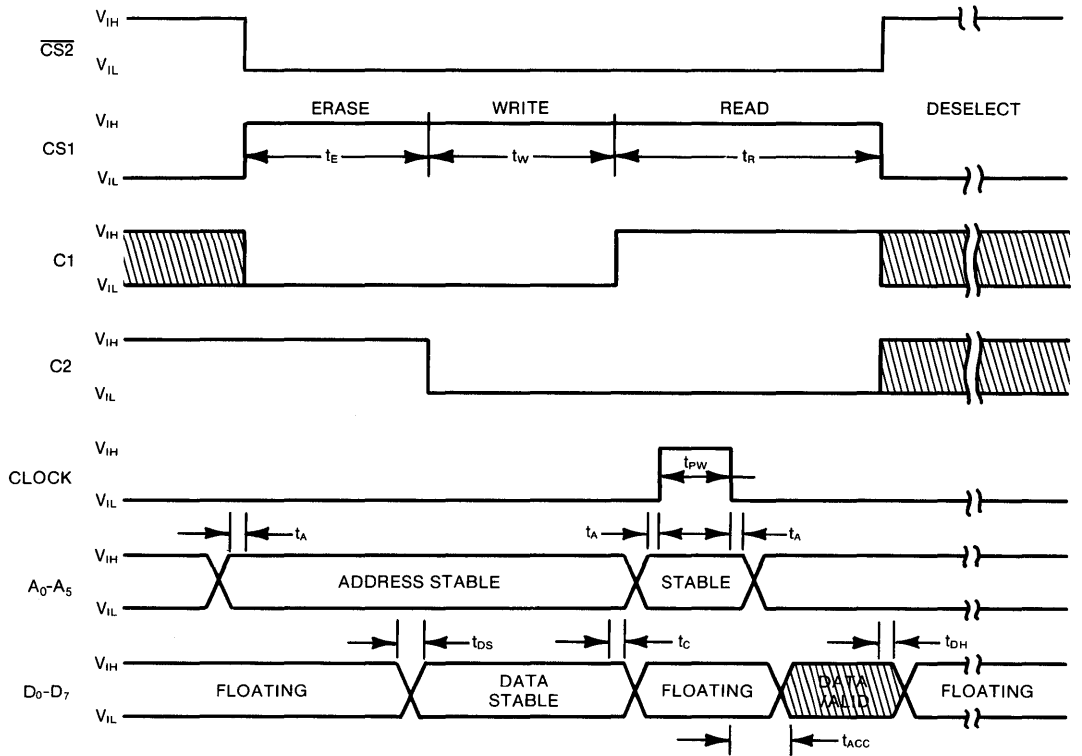 V_IH
C̅S̅2̅
V_IL
ERASE WRITE READ DESELECT
V_IH
CS1
t_E t_W t_R
V_IL
V_IH
C1
V_IL
V_IH
C2
V_IL
V_IH
CLOCK t_PW
V_IL
t_A t_A t_A
V_IH
A₀-A₅ ADDRESS STABLE STABLE
V_IL
t_DS t_C t_DH
V_IH
D₀-D₇ FLOATING DATA STABLE FLOATING DATA VALID FLOATING
V_IL
t_ACC